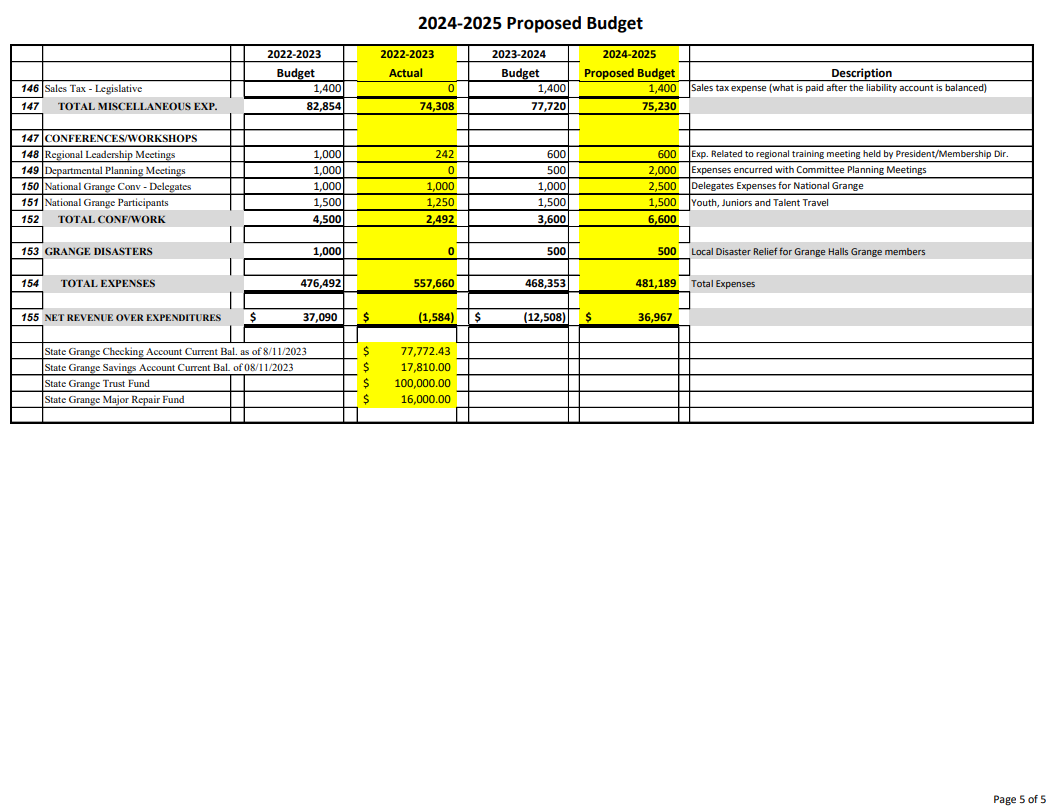 2024-2025 Proposed Budget
2022-2023 2022-2023 2023-2024 2024-2025
Budget Actual Budget Proposed Budget Description
146 Sales Tax - Legislative 1,400 0 1,400 1,400 Sales tax expense (what is paid after the liability account is balanced)
147 TOTAL MISCELLANEOUS EXP. 82,854 74,308 77,720 75,230
147 CONFERENCES/WORKSHOPS
148 Regional Leadership Meetings 1,000 242 600 600 Exp. Related to regional training meeting held by President/Membership Dir.
149 Departmental Planning Meetings 1,000 0 500 2,000 Expenses encurred with Committee Planning Meetings
150 National Grange Conv - Delegates 1,000 1,000 1,000 2,500 Delegates Expenses for National Grange
151 National Grange Participants 1,500 1,250 1,500 1,500 Youth, Juniors and Talent Travel
152 TOTAL CONF/WORK 4,500 2,492 3,600 6,600
153 GRANGE DISASTERS 1,000 0 500 500 Local Disaster Relief for Grange Halls Grange members
154 TOTAL EXPENSES 476,492 557,660 468,353 481,189 Total Expenses
155 NET REVENUE OVER EXPENDITURES $ 37,090 $ (1,584) $ (12,508) $ 36,967
State Grange Checking Account Current Bal. as of 8/11/2023 $ 77,772.43
State Grange Savings Account Current Bal. of 08/11/2023 $ 17,810.00
State Grange Trust Fund $ 100,000.00
State Grange Major Repair Fund $ 16,000.00
Page 5 of 5